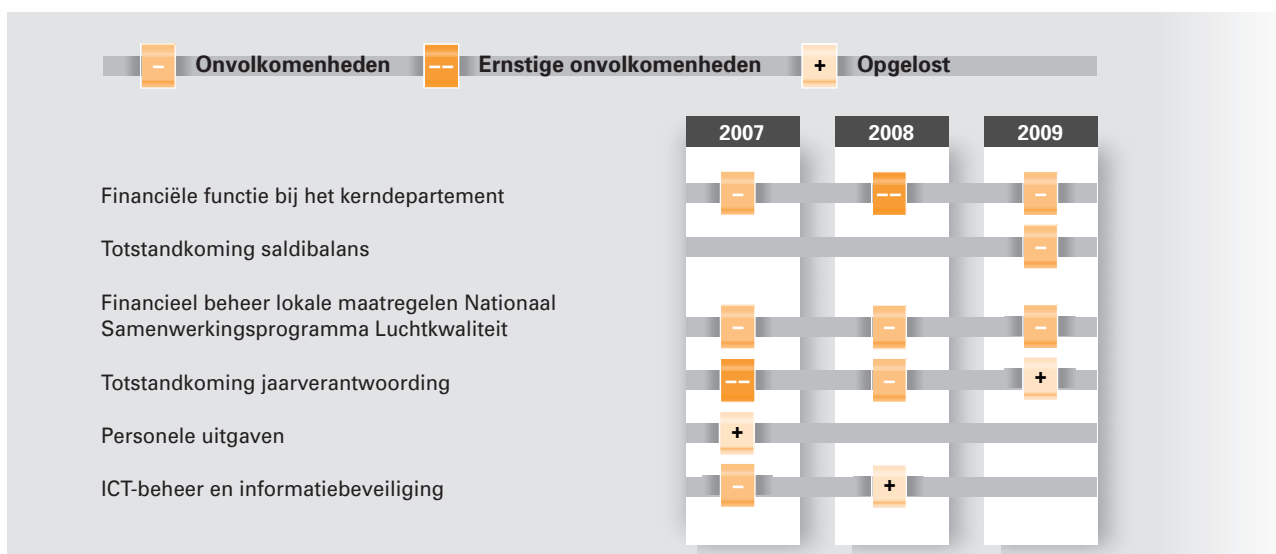 – Onvolkomenheden –– Ernstige onvolkomenheden + Opgelost
2007 2008 2009
Financiële functie bij het kerndepartement – –– –
Totstandkoming saldibalans –
Financieel beheer lokale maatregelen Nationaal
Samenwerkingsprogramma Luchtkwaliteit – – –
Totstandkoming jaarverantwoording –– – +
Personele uitgaven +
ICT-beheer en informatiebeveiliging – +